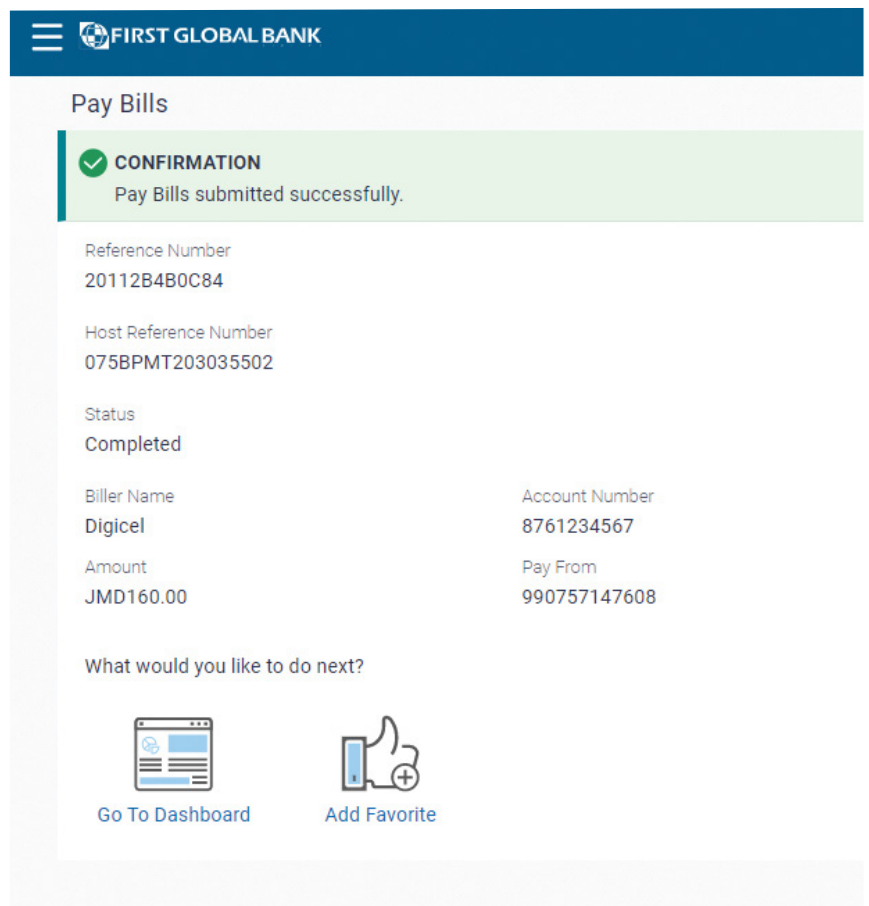 FIRST GLOBAL BANK
Pay Bills
CONFIRMATION
Pay Bills submitted successfully.
Reference Number
20112B4B0C84
Host Reference Number
075BPMT203035502
Status
Completed
Biller Name
Digicel
Account Number
8761234567
Amount
JMD160.00
Pay From
990757147608
What would you like to do next?
Go To Dashboard
Add Favorite